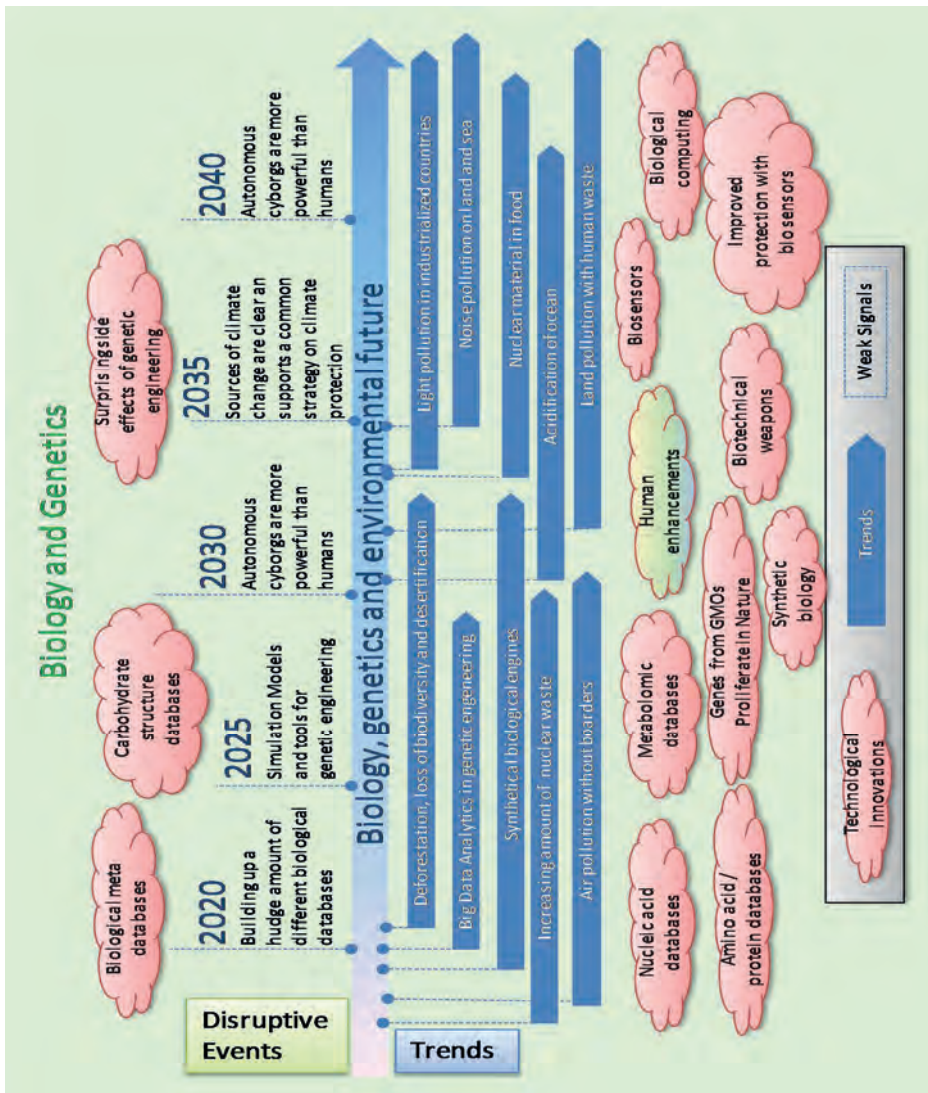 Biology and Genetics
Biological meta
databases
Carbohydrate
structure
databases
Surprising side
effects of genetic
engineering
Disruptive
Events
2020
Building up a
hudge amount of
different biological
databases
2025
Simulation Models
and tools for
genetic engineering
2030
Autonomous
cyborgs are more
powerful than
humans
2035
Sources of climate
change are clear an
supports a common
strategy on climate
protection
2040
Autonomous
cyborgs are more
powerful than
humans
Biology, genetics and environmental future
Trends
Deforestation, loss of biodiversity and desertification
Light pollution in industrialized countries
Big Data Analytics in genetic engeneering
Noise pollution on land and sea
Synthetical biological engines
Nuclear material in food
Increasing amount of nuclear waste
Acidification of ocean
Air pollution without boarders
Land pollution with human waste
Nucleic acid
databases
Metabolomic
databases
Human
enhancements
Biosensors
Biological
computing
Amino acid/
protein databases
Genes from GMOs
Proliferate in Nature
Synthetic
biology
Biotechnical
weapons
Improved
protection with
biosensors
Technological
Innovations
Trends
Weak Signals